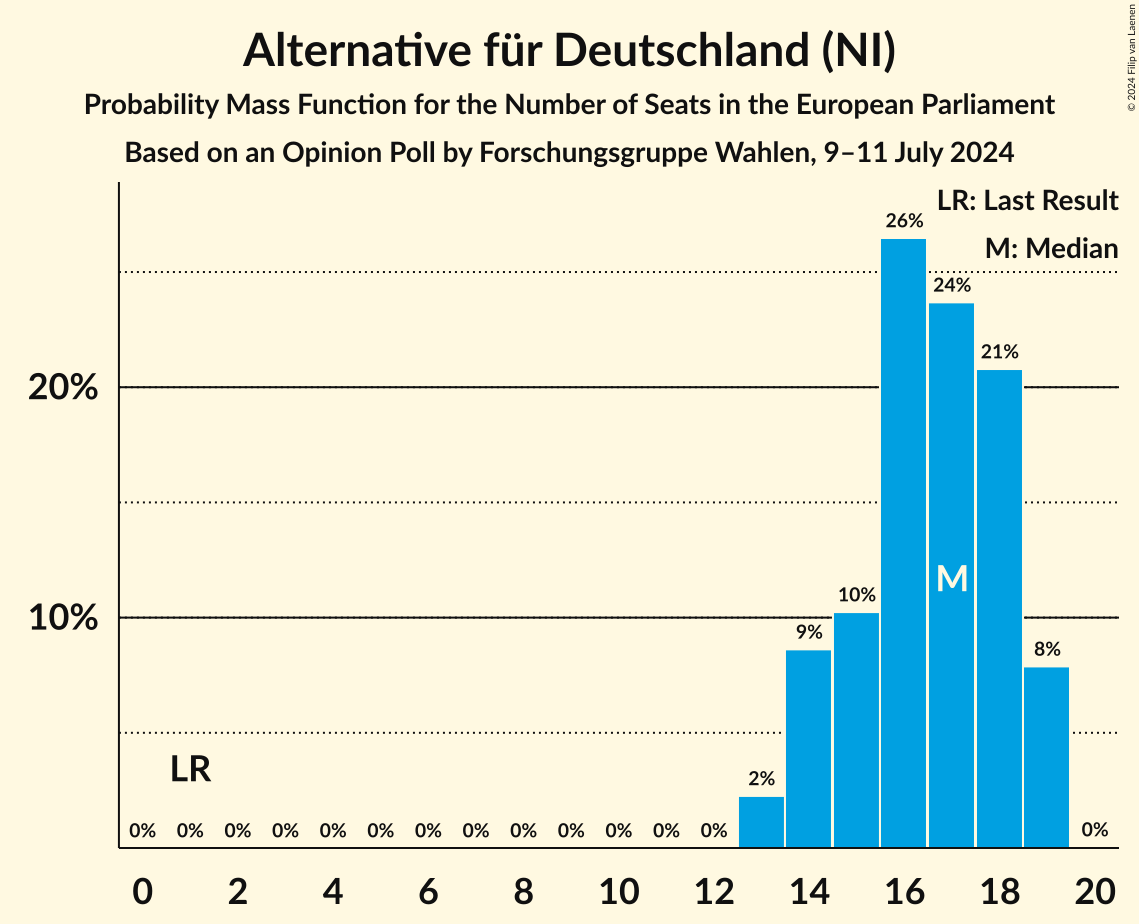 Alternative für Deutschland (NI)
Probability Mass Function for the Number of Seats in the European Parliament
Based on an Opinion Poll by Forschungsgruppe Wahlen, 9–11 July 2024
© 2024 Filip van Laenen
LR: Last Result
M: Median
26%
24%
21%
20%
10%
10%
9%
8%
M
LR
2%
0% 0% 0% 0% 0% 0% 0% 0% 0% 0% 0% 0% 0% 0%
0 2 4 6 8 10 12 14 16 18 20